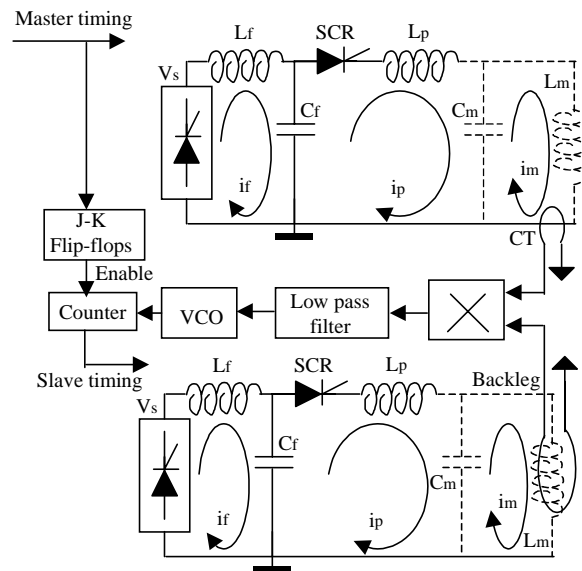 Master timing
Lf
SCR
Lp
Vs
Cf
Cm
Lm
if
ip
im
J-K
Flip-flops
CT
Enable
Counter
VCO
Low pass
filter
Slave timing
Lf
SCR
Lp
Backleg
Vs
Cf
Cm
if
ip
im
Lm